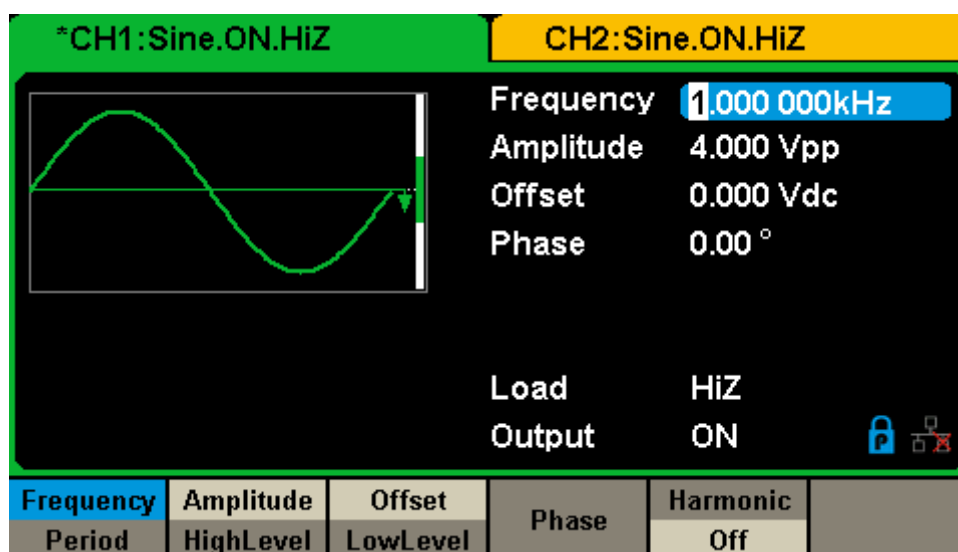 *CH1:Sine.ON.HiZ CH2:Sine.ON.HiZ
Frequency 1.000 000kHz
Amplitude 4.000 Vpp
Offset 0.000 Vdc
Phase 0.00 °
Load HiZ
Output ON
P
Frequency Amplitude Offset Phase Harmonic
Period HighLevel LowLevel Off